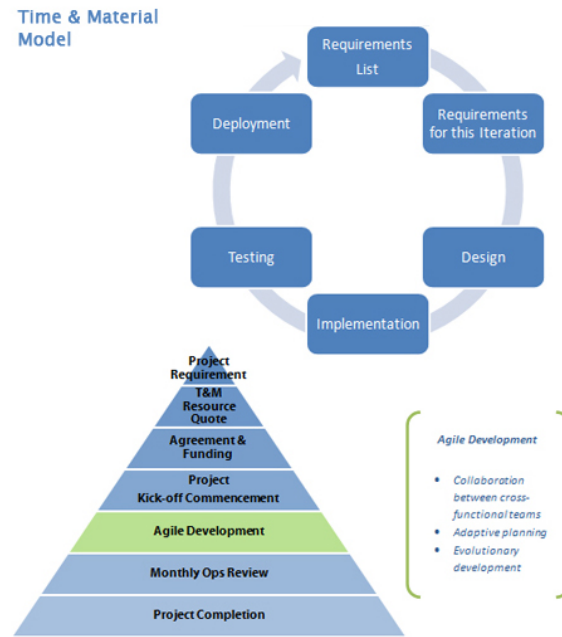 Time & Material
Model
Requirements
List
Requirements
for this Iteration
Design
Implementation
Testing
Deployment
Project
Requirement
T&M
Resource
Quote
Agreement &
Funding
Project
Kick-off Commencement
Agile Development
Monthly Ops Review
Project Completion
Agile Development
• Collaboration
between cross-
functional teams
• Adaptive planning
• Evolutionary
development